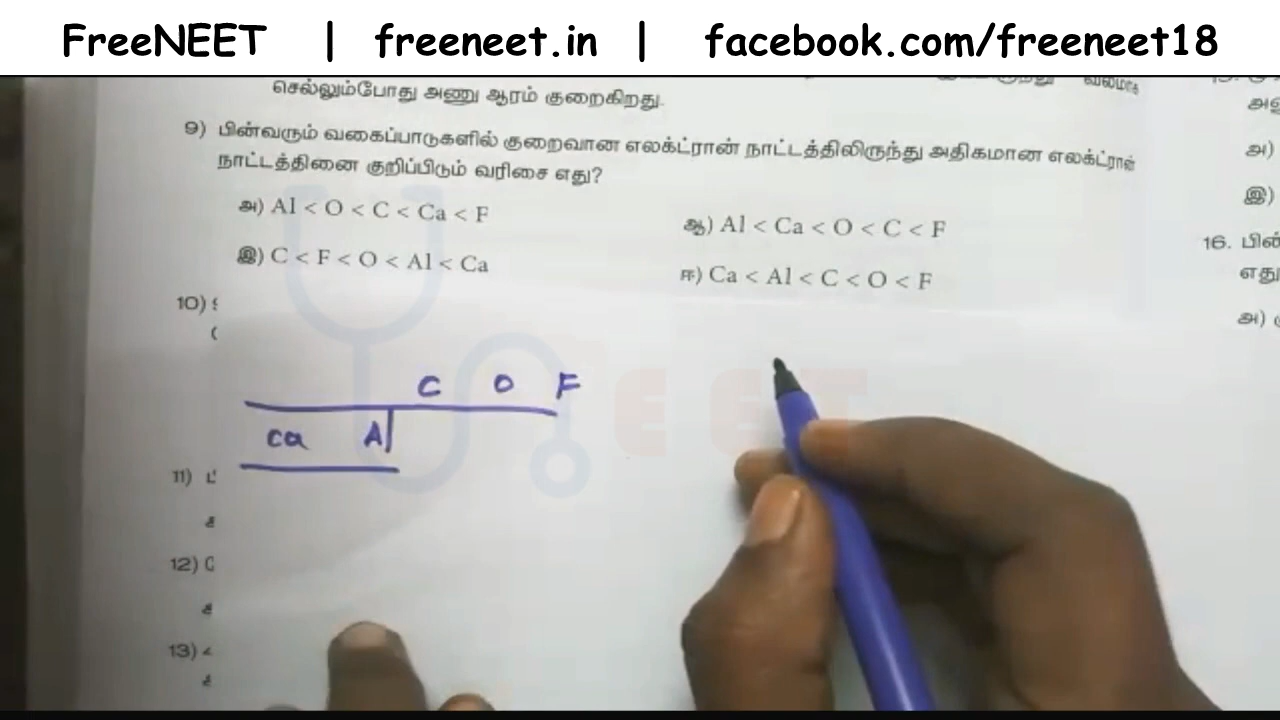 FreeNEET | freeneet.in | facebook.com/freeneet18
செல்லும்போது அணு ஆரம் குறைகிறது.
9) பின்வரும் வகைப்பாடுகளில் குறைவான எலக்ட்ரான் நாட்டத்திலிருந்து அதிகமான எலக்ட்ரான்
நாட்டத்தினை குறிப்பிடும் வரிசை எது?
அ) Al < O < C < Ca < F
ஆ) Al < Ca < O < C < F
இ) C < F < O < Al < Ca
ஈ) Ca < Al < C < O < F
10)
C O F
Ca Al
11)
12)
13)
அ)
இ)
16. பின்
எது
அ)
EET